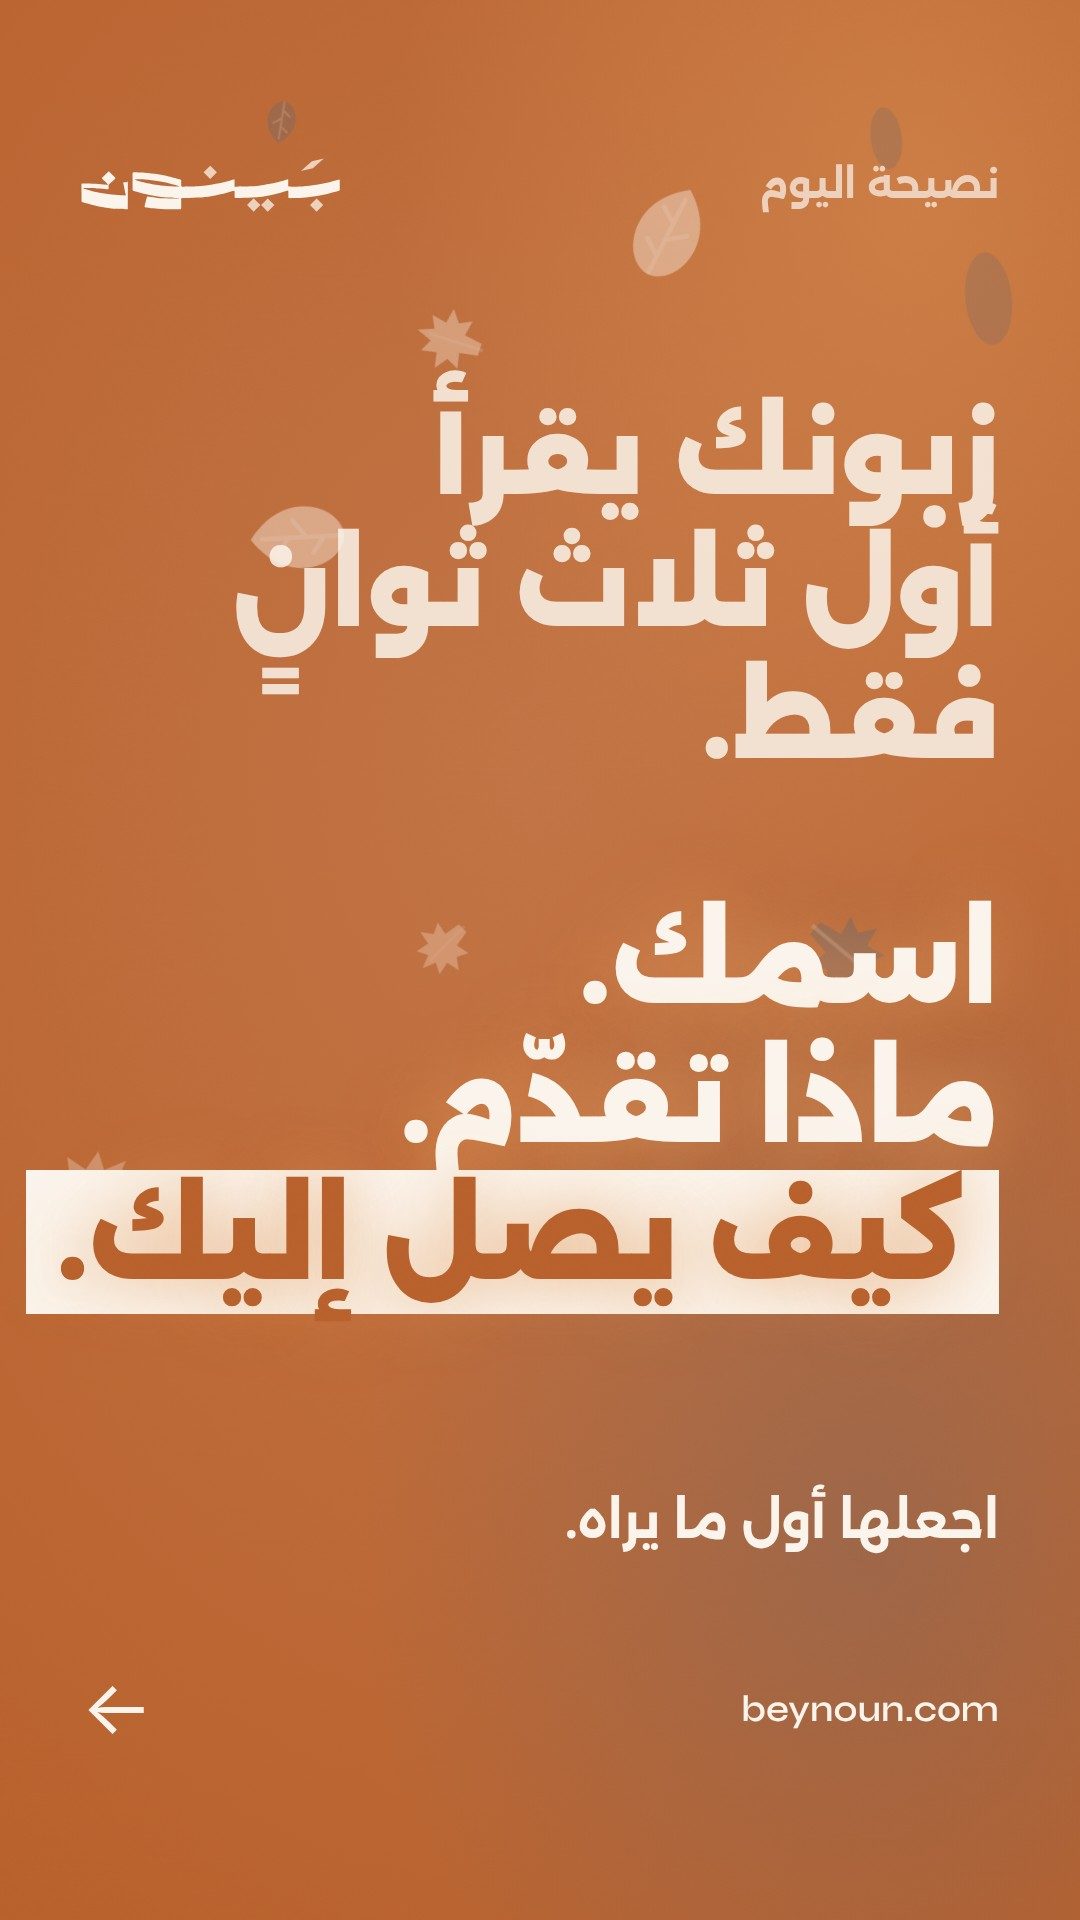 نصيحة اليوم
بَينون
زبونك يقرأ
أول ثلاث ثوانٍ
فقط.
اسمك.
ماذا تقدّم.
كيف يصل إليك.
اجعلها أول ما يراه.
beynoun.com